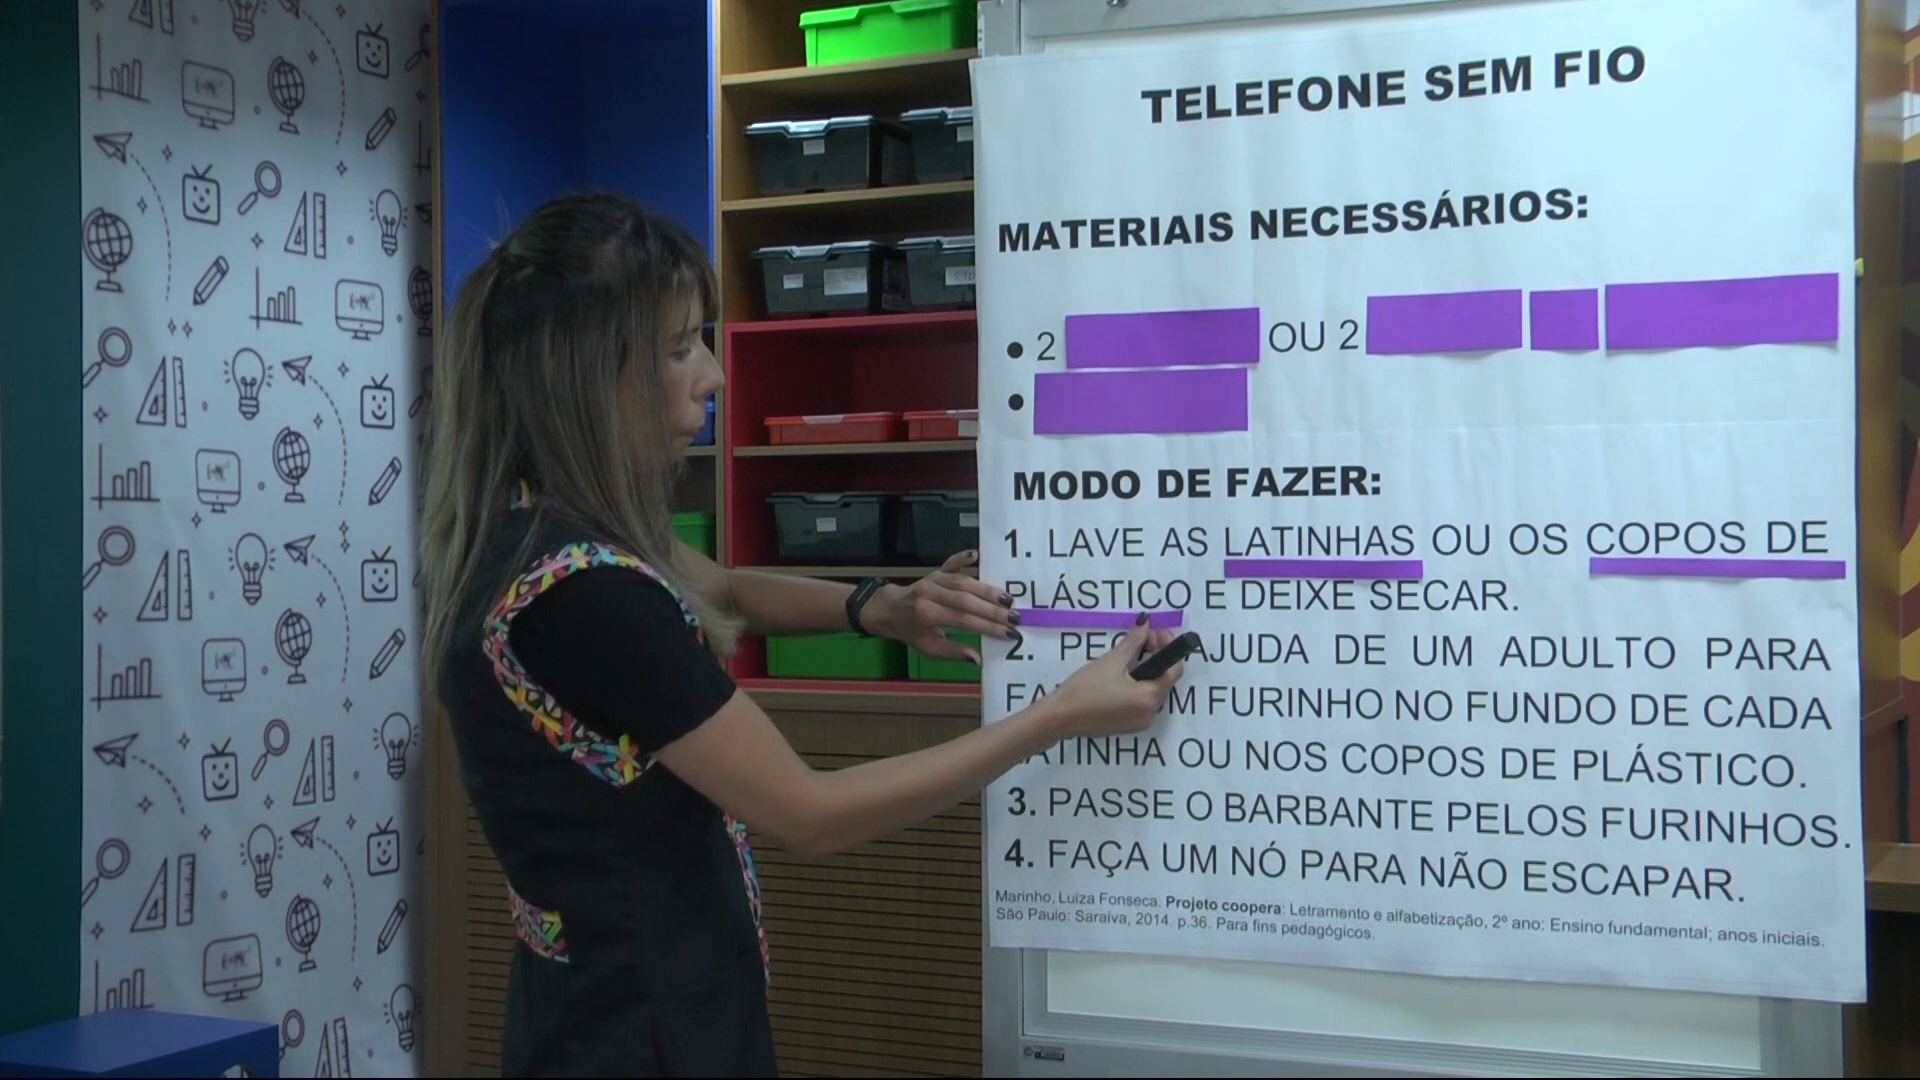 TELEFONE SEM FIO
MATERIAIS NECESSÁRIOS:
• 2 OU 2
•
MODO DE FAZER:
1. LAVE AS LATINHAS OU OS COPOS DE
PLÁSTICO E DEIXE SECAR.
2. PEÇA AJUDA DE UM ADULTO PARA
UM FURINHO NO FUNDO DE CADA
LATINHA OU NOS COPOS DE PLÁSTICO.
3. PASSE O BARBANTE PELOS FURINHOS.
4. FAÇA UM NÓ PARA NÃO ESCAPAR.
Marinho, Luiza Fonseca. Projeto coopera: Letramento e alfabetização, 2º ano: Ensino fundamental; anos iniciais.
São Paulo: Saraiva, 2014. p.36. Para fins pedagógicos.